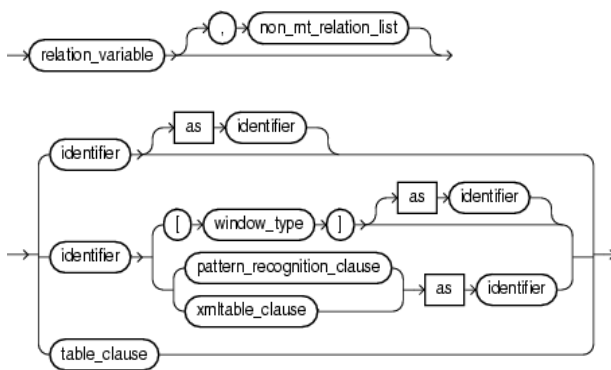 relation_variable , non_mt_relation_list
identifier as identifier
identifier [ window_type ] as identifier
pattern_recognition_clause
xmltable_clause as identifier
table_clause